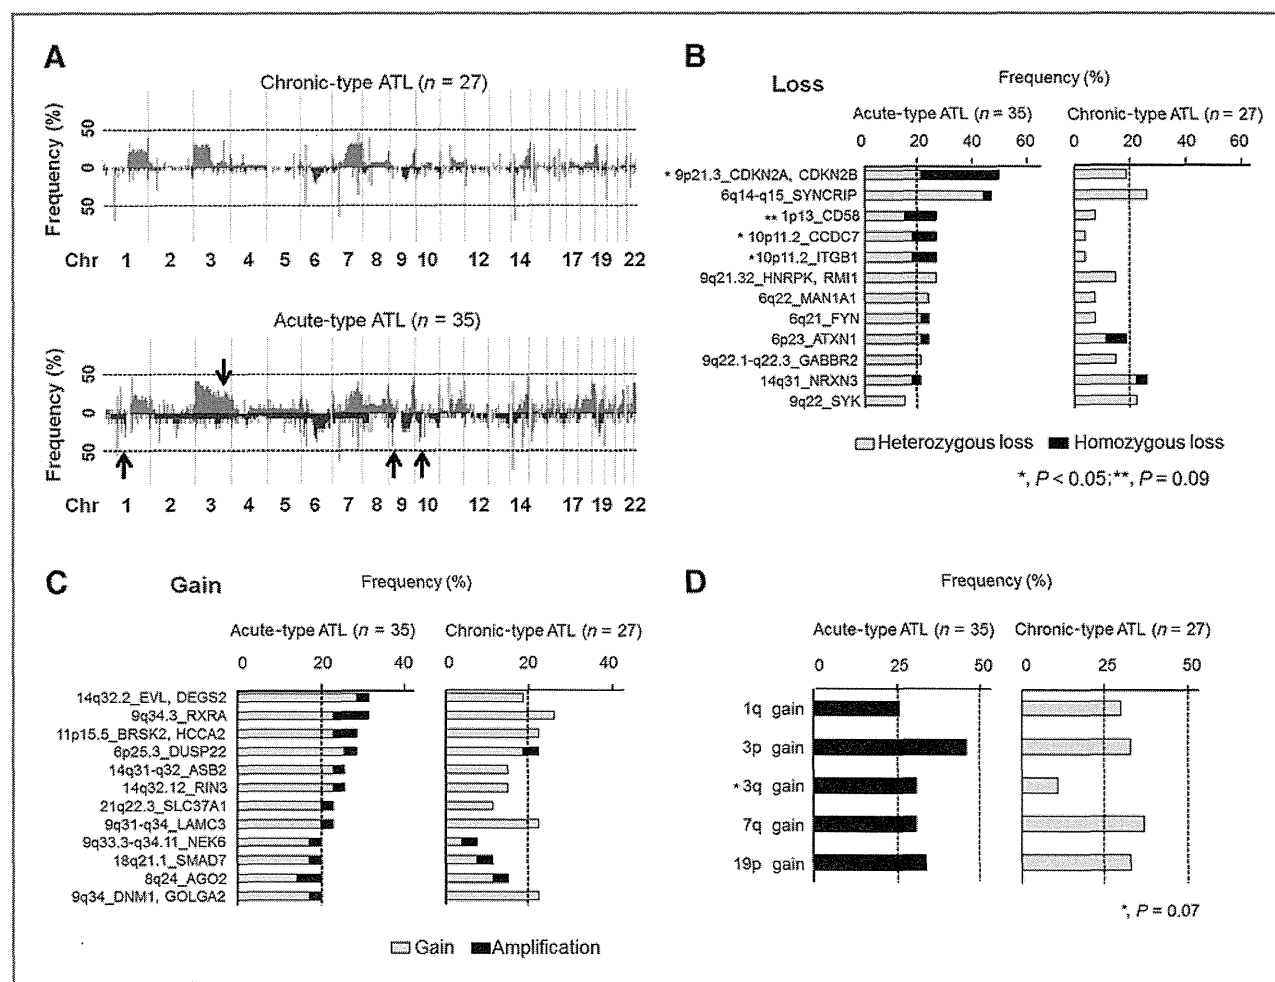 A
Chronic-type ATL (n = 27)
Frequency (%)
50
0
50
Chr 1 2 3 4 5 6 7 8 9 10 12 14 17 19 22
Acute-type ATL (n = 35)
Frequency (%)
50
0
50
Chr 1 2 3 4 5 6 7 8 9 10 12 14 17 19 22
B
Loss
Frequency (%)
Acute-type ATL (n = 35) Chronic-type ATL (n = 27)
0 20 40 60 0 20 40 60
* 9p21.3_CDKN2A, CDKN2B
6q14-q15_SYNCRIP
** 1p13_CD58
* 10p11.2_CCDC7
*10p11.2_ITGB1
9q21.32_HNRPK, RMI1
6q22_MAN1A1
6q21_FYN
6p23_ATXN1
9q22.1-q22.3_GABBR2
14q31_NRXN3
9q22_SYK
Heterozygous loss Homozygous loss
*, P < 0.05; **, P = 0.09
C
Gain
Frequency (%)
Acute-type ATL (n = 35) Chronic-type ATL (n = 27)
0 20 40 0 20 40
14q32.2_EVL, DEGS2
9q34.3_RXRA
11p15.5_BRSK2, HCCA2
6p25.3_DUSP22
14q31-q32_ASB2
14q32.12_RIN3
21q22.3_SLC37A1
9q31-q34_LAMC3
9q33.3-q34.11_NEK6
18q21.1_SMAD7
8q24_AGO2
9q34_DNM1, GOLGA2
Gain Amplification
D
Frequency (%)
Acute-type ATL (n = 35) Chronic-type ATL (n = 27)
0 25 50 0 25 50
1q gain
3p gain
* 3q gain
7q gain
19p gain
*, P = 0.07